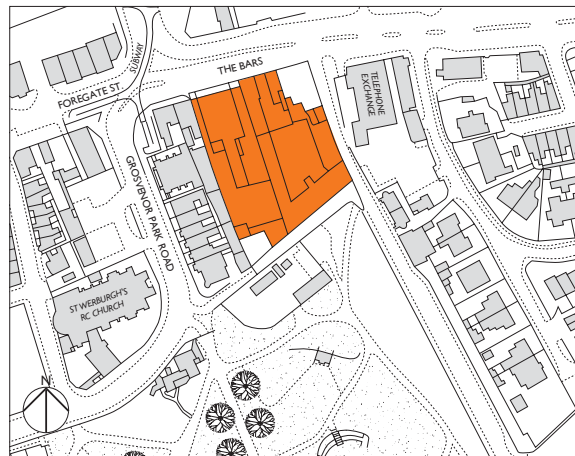 SUBWAY
THE BARS
FOREGATE ST.
TELEPHONE
EXCHANGE
GROSVENOR PARK ROAD
ST WERBURGH'S
RC CHURCH
N